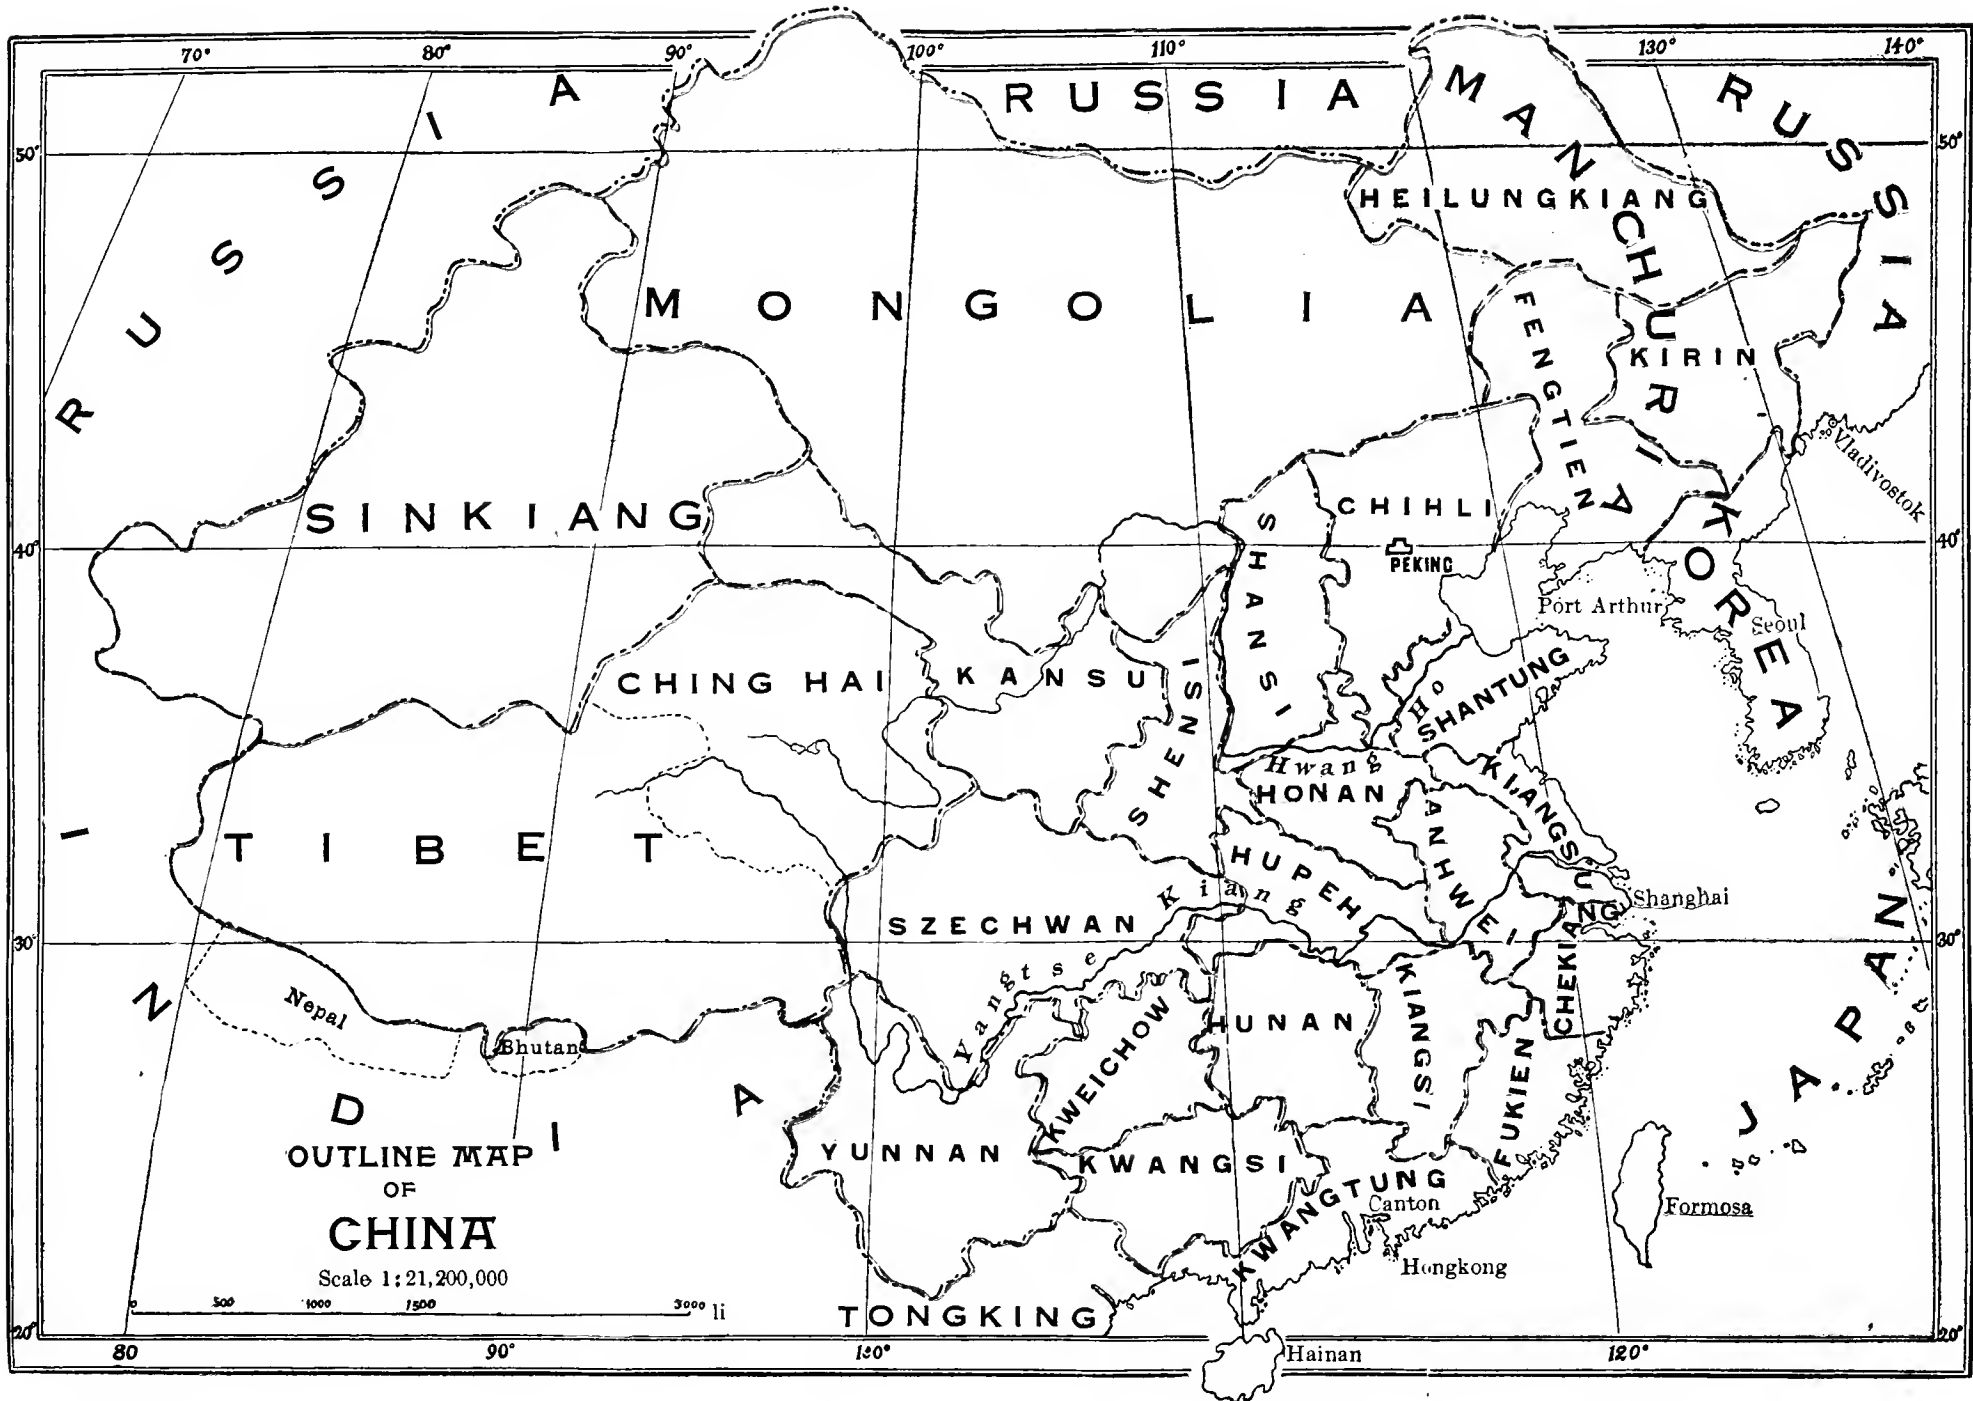 70° 80° 90° 100° 110° 130° 140°
RUSSIA
RUSSIA
RUSSIA
MANCHURIA
50° 50°
HEILUNGKIANG
MONGOLIA
FENGTIEN
KIRIN
Vladivostok
SINKIANG
CHIHLI
40° 40°
PEKING
SHANSI
KOREA
Port Arthur
Seoul
CHING HAI
KANSU
SHENSI
Hwang Ho
SHANTUNG
HONAN
KIANGSU
ANHWEI
TIBET
HUPEH
Yangtse Kiang
SZECHWAN
Shanghai
CHEKIANG
30° 30°
JAPAN
INDIA
Nepal
Bhutan
KWEICHOW
HUNAN
KIANGSI
FUKIEN
YUNNAN
KWANGSI
KWANGTUNG
Canton
Hongkong
Formosa
TONGKING
Hainan
OUTLINE MAP
OF
CHINA
Scale 1:21,200,000
0 500 1000 1500 3000 li
20° 20°
80 90° 120°